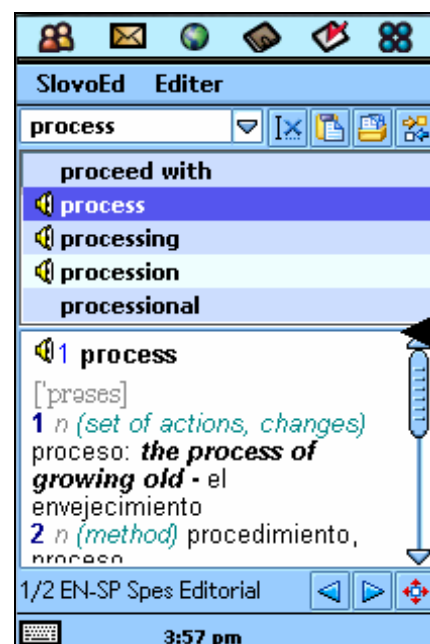 SlovoEd Editer
process
proceed with
process
processing
procession
processional
1 process
['prəses]
1 n (set of actions, changes)
proceso: the process of
growing old - el
envejecimiento
2 n (method) procedimiento,
proceso
1/2 EN-SP Spes Editorial
3:57 pm